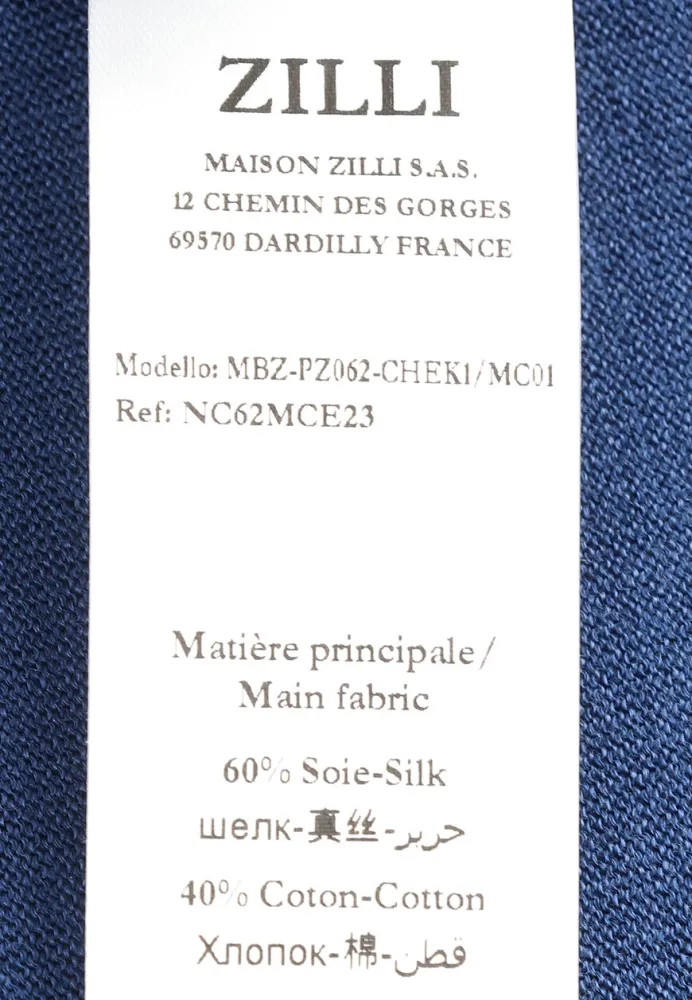 ZILLI
MAISON ZILLI S.A.S.
12 CHEMIN DES GORGES
69570 DARDILLY FRANCE
Modello: MBZ-PZ062-CHEK1/MC01
Ref: NC62MCE23
Matière principale/
Main fabric
60% Soie-Silk
шелк-真丝-حرير
40% Coton-Cotton
Хлопок-棉-قطن